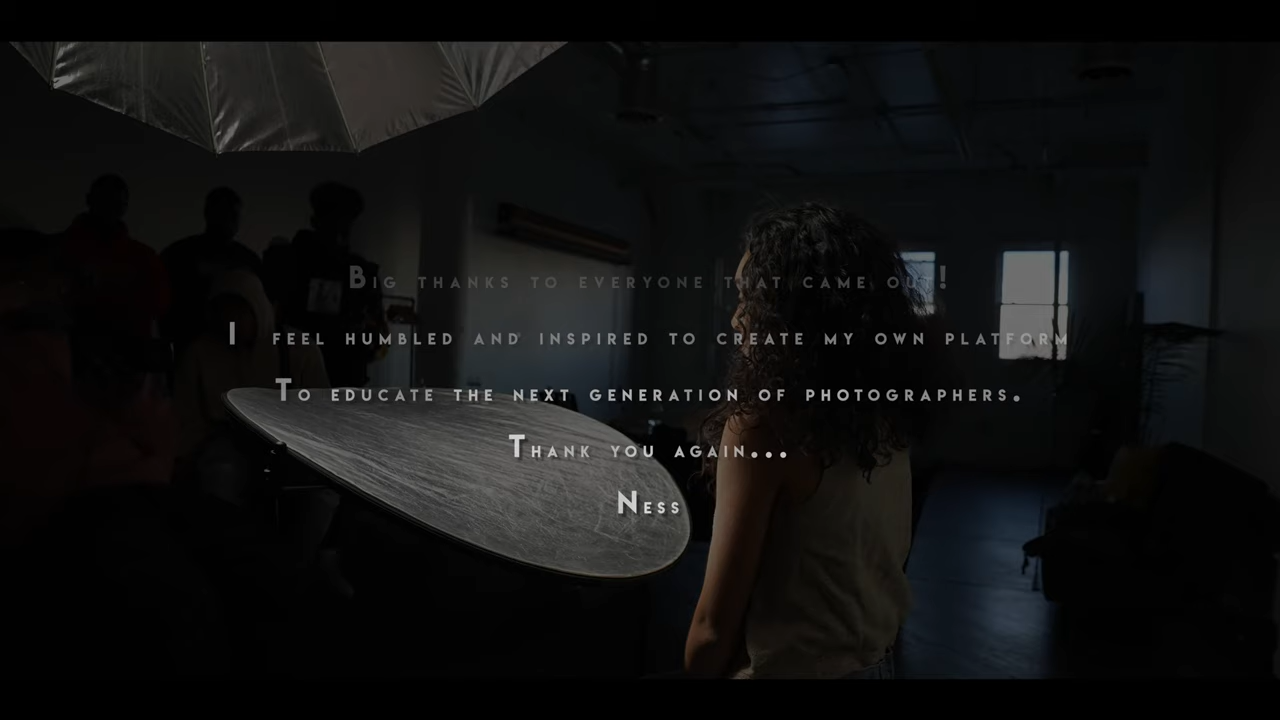 Big thanks to everyone that came out!
I feel humbled and inspired to create my own platform
To educate the next generation of photographers.
Thank you again...
Ness